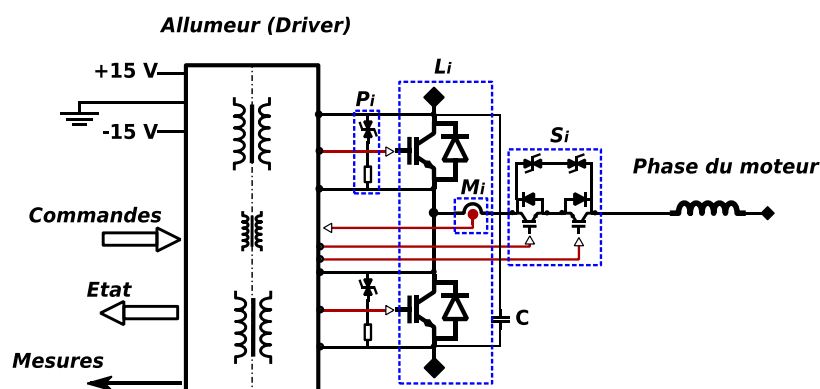 Allumeur (Driver)
+15 V
-15 V
Commandes
Etat
Mesures
Pi
Li
Mi
Si
C
Phase du moteur